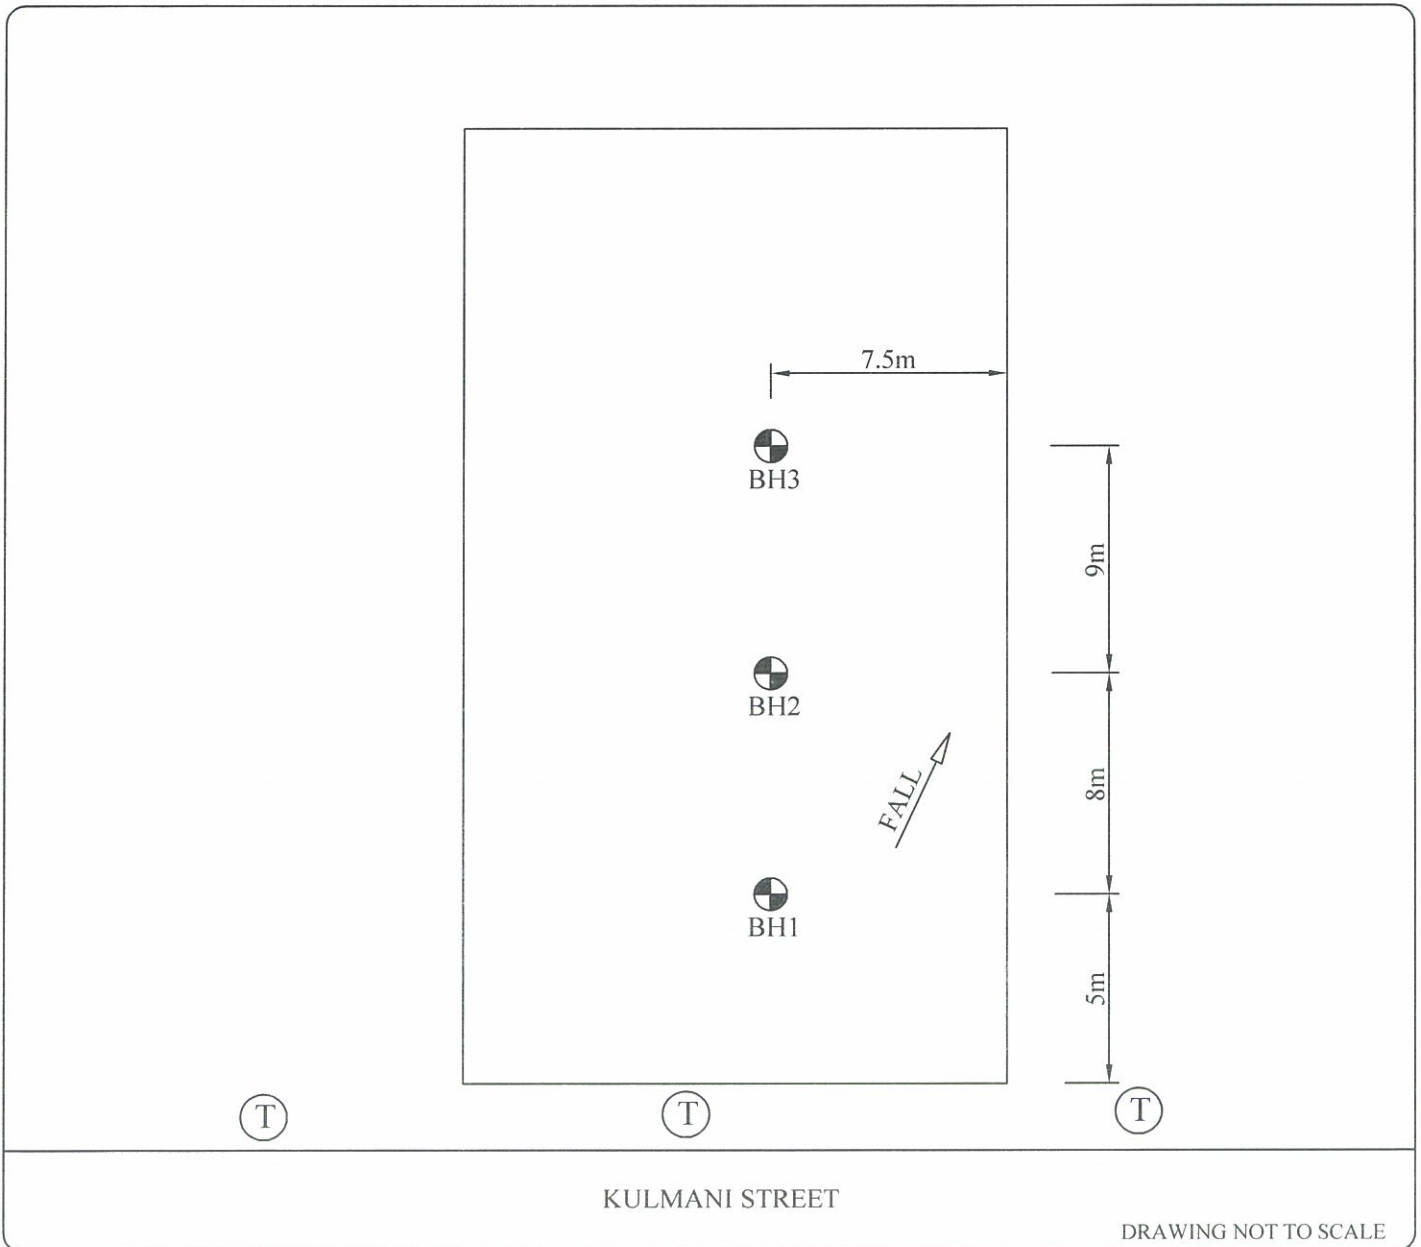 7.5m
BH3
9m
BH2
8m
FALL
BH1
5m
T
T
T
KULMANI STREET
DRAWING NOT TO SCALE